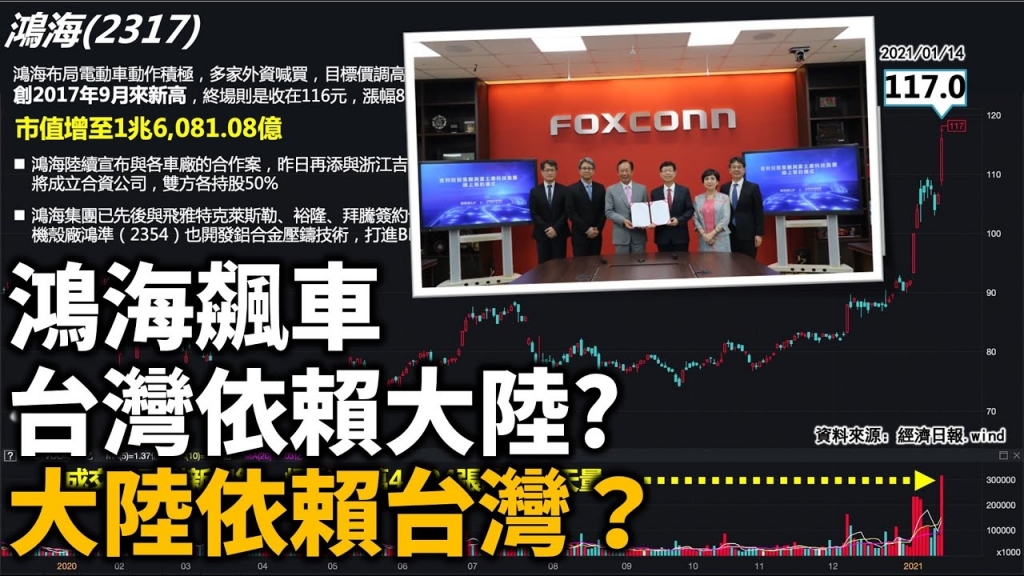 鴻海(2317)
鴻海布局電動車動作積極，多家外資喊買，目標價調高
創2017年9月來新高，終場則是收在116元，漲幅8
市值增至1兆6,081.08億
■ 鴻海陸續宣布與各車廠的合作案，昨日再添與浙江吉
將成立合資公司，雙方各持股50%
■ 鴻海集團已先後與飛雅特克萊斯勒、裕隆、拜騰簽約
機殼廠鴻準（2354）也開發鋁合金壓鑄技術，打進B
FOXCONN
2021/01/14
117.0
117
120
110
100
90
80
70
鴻海飆車
台灣依賴大陸?
大陸依賴台灣？
資料來源：經濟日報.wind
300000
200000
100000
x1000
2020
02
03
04
05
06
07
08
09
10
11
12
2021